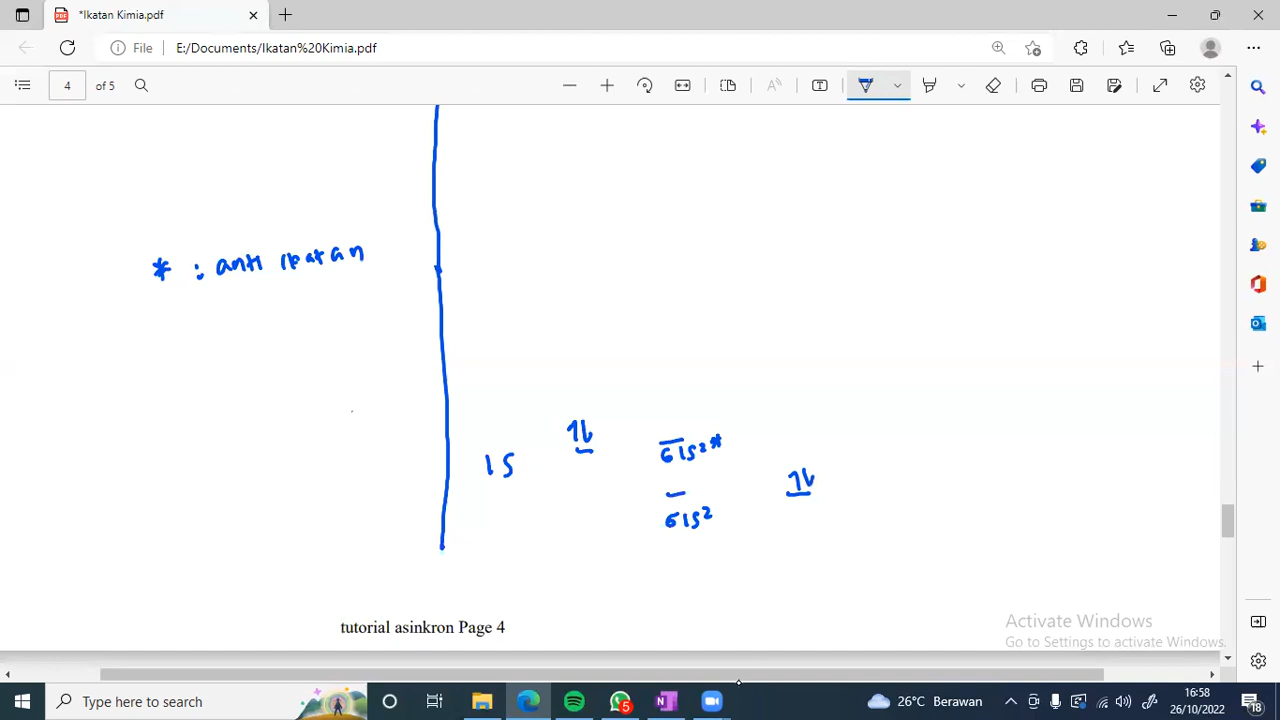 *Ikatan Kimia.pdf
File E:/Documents/Ikatan%20Kimia.pdf
4 of 5
* : anti ikatan
1s ↿⇂ σ1s²* ↿⇂
σ1s²
tutorial asinkron Page 4
Activate Windows
Go to Settings to activate Windows.
Type here to search
5
26°C Berawan
16:58
26/10/2022
18